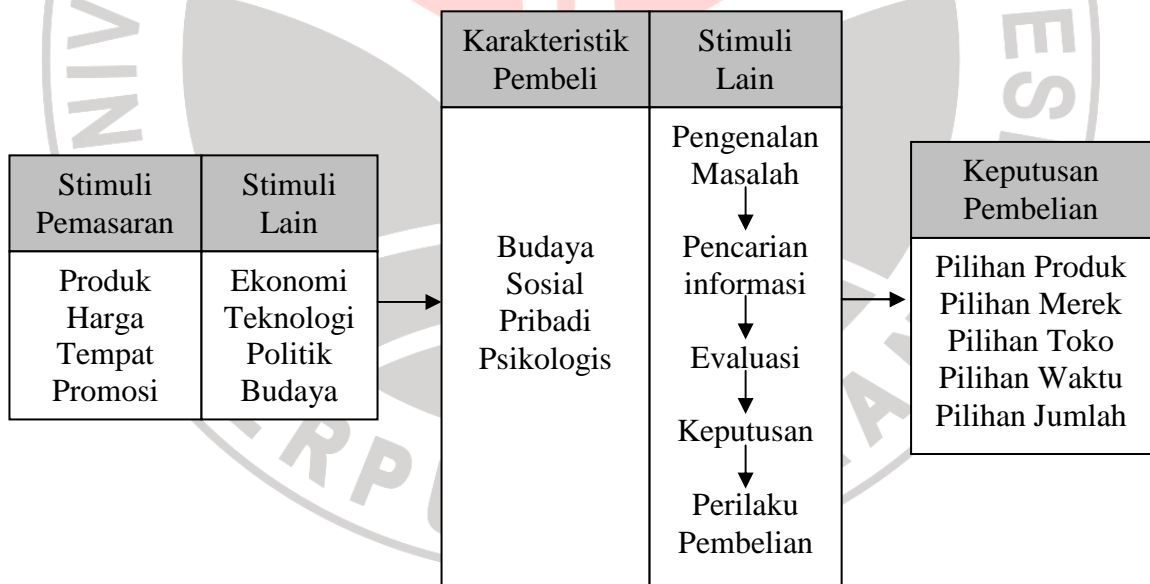 Stimuli
Pemasaran
Produk
Harga
Tempat
Promosi
Stimuli
Lain
Ekonomi
Teknologi
Politik
Budaya
Karakteristik
Pembeli
Budaya
Sosial
Pribadi
Psikologis
Stimuli
Lain
Pengenalan
Masalah
Pencarian
informasi
Evaluasi
Keputusan
Perilaku
Pembelian
Keputusan
Pembelian
Pilihan Produk
Pilihan Merek
Pilihan Toko
Pilihan Waktu
Pilihan Jumlah